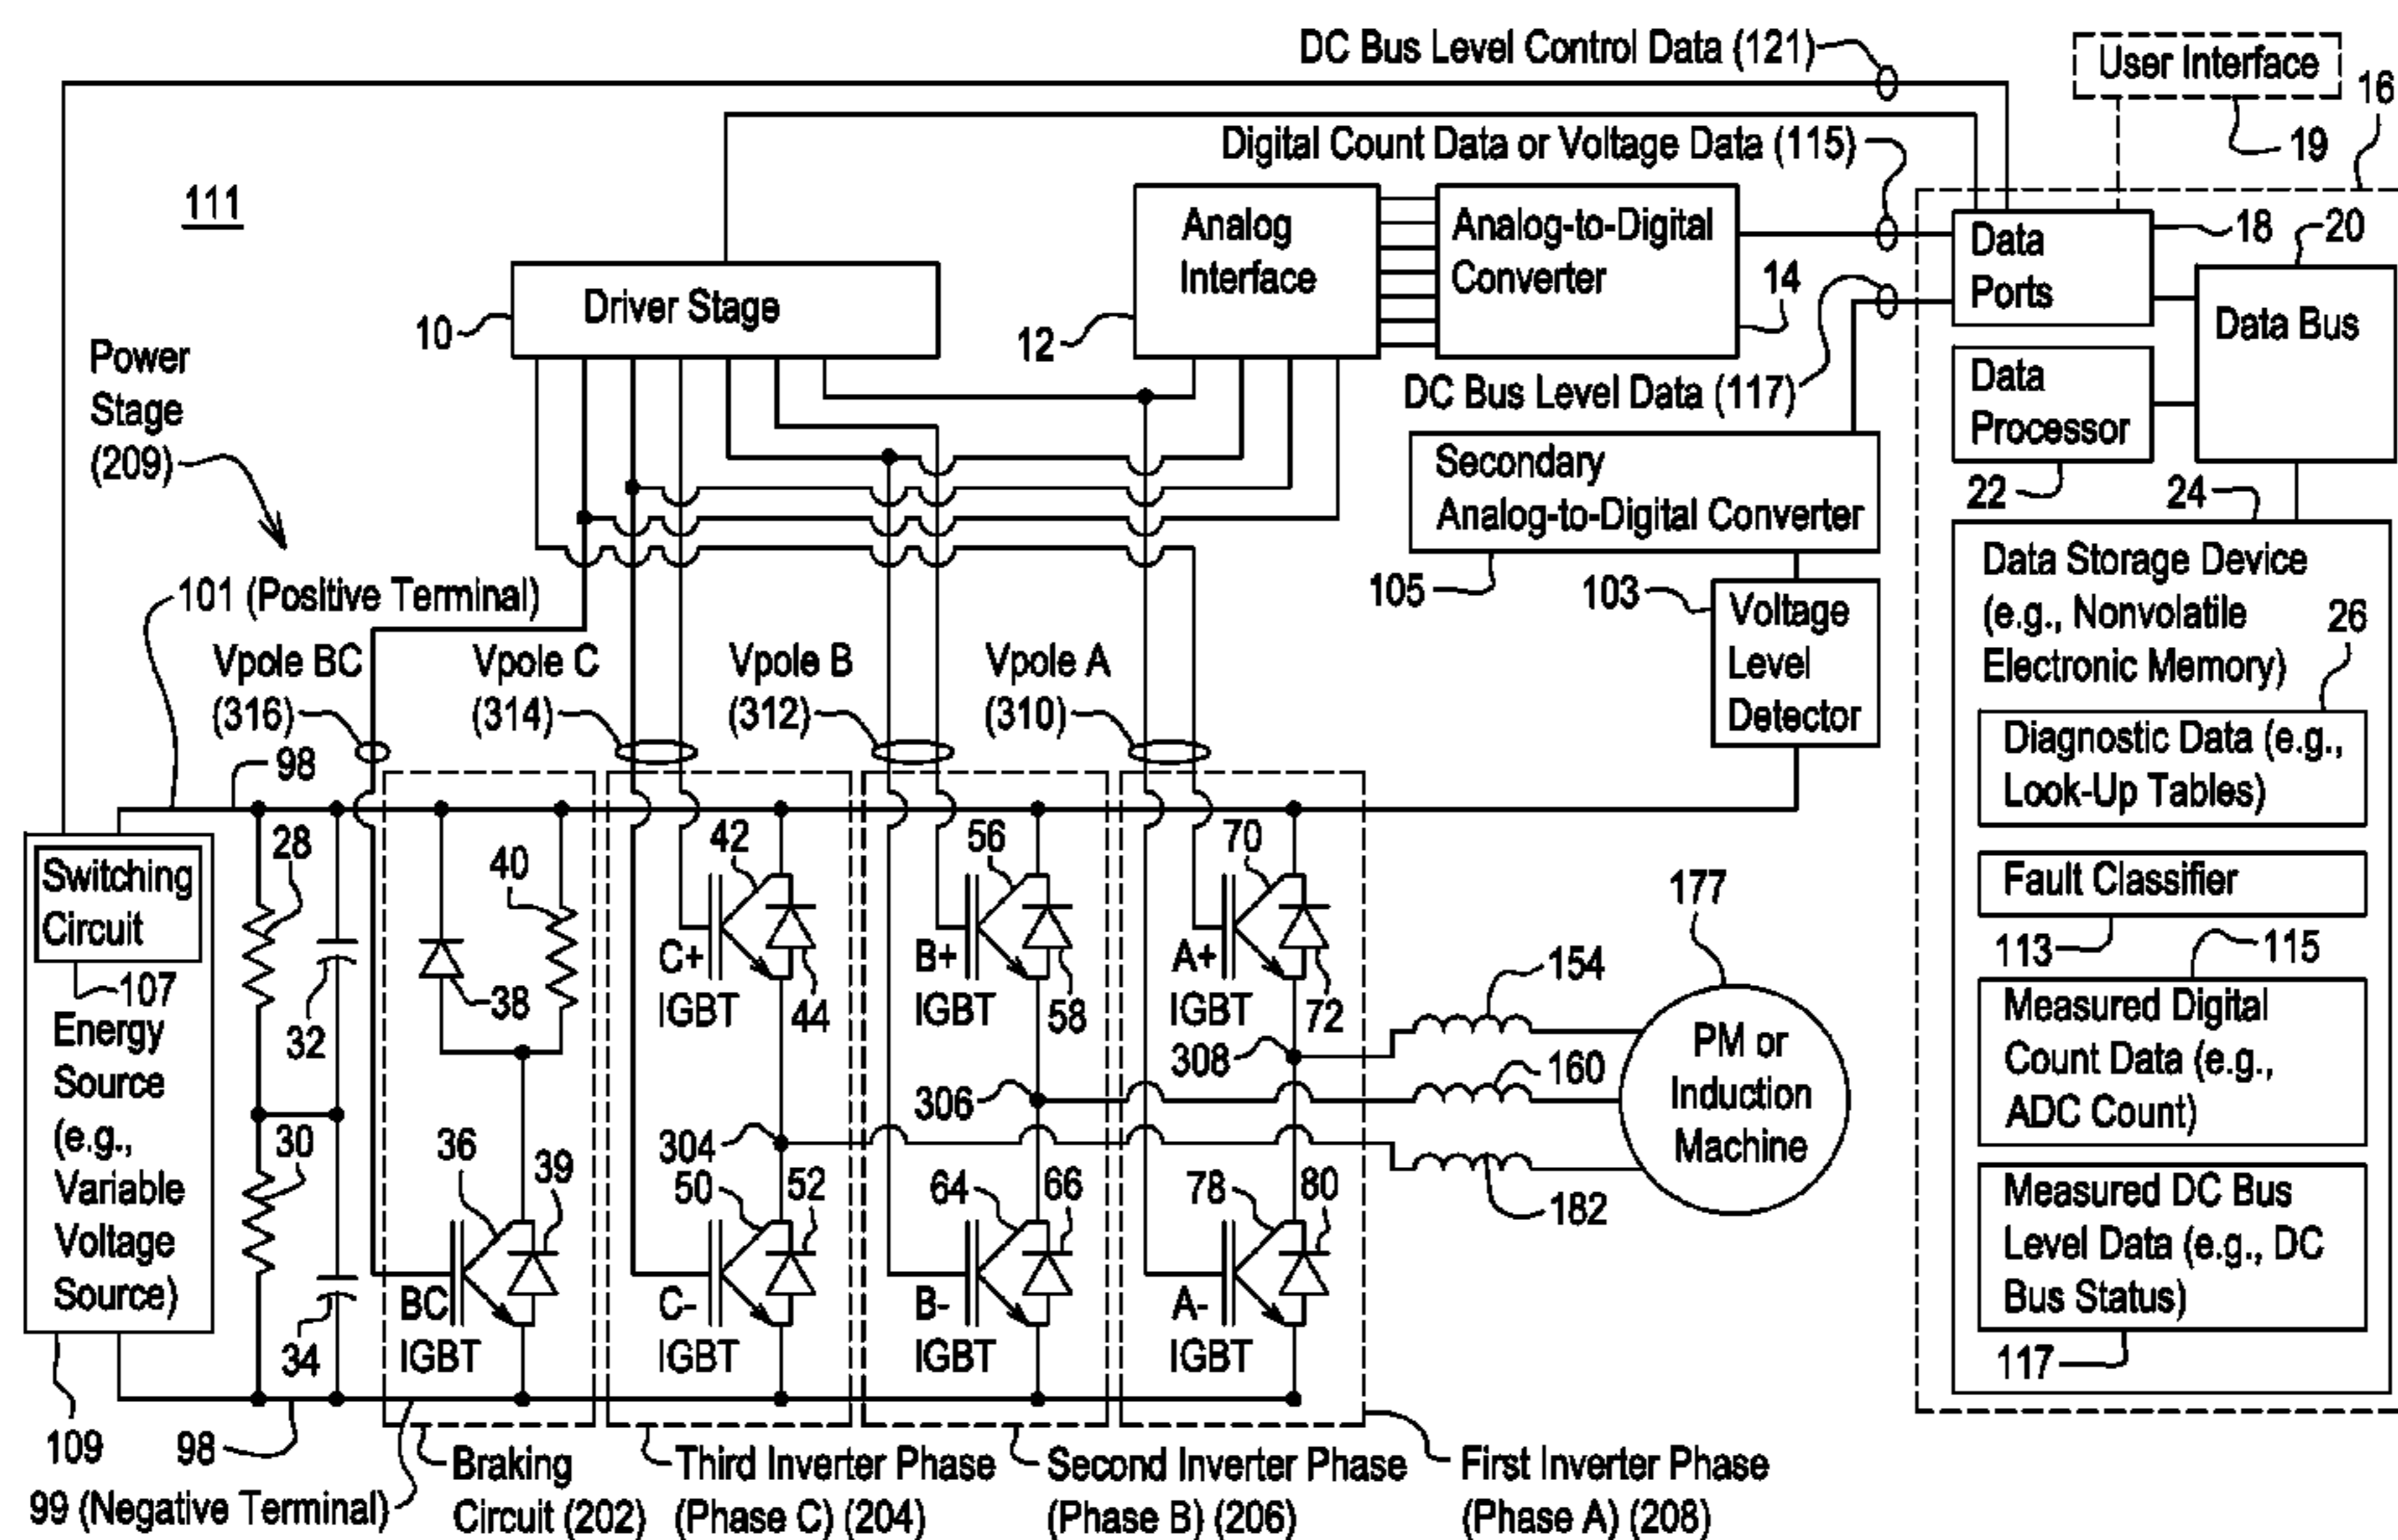 DC Bus Level Control Data (121)
User Interface
16
19
Digital Count Data or Voltage Data (115)
111
Analog
Interface
12
Analog-to-Digital
Converter
14
Data
Ports
18
20
Data Bus
Driver Stage
10
Power
Stage
(209)
DC Bus Level Data (117)
Data
Processor
22
24
Secondary
Analog-to-Digital Converter
105
103
Voltage
Level
Detector
Data Storage Device
(e.g., Nonvolatile
Electronic Memory)
26
Diagnostic Data (e.g.,
Look-Up Tables)
Fault Classifier
113
115
Measured Digital
Count Data (e.g.,
ADC Count)
Measured DC Bus
Level Data (e.g., DC
Bus Status)
117
101 (Positive Terminal)
Vpole BC
(316)
Vpole C
(314)
Vpole B
(312)
Vpole A
(310)
98
Switching
Circuit
107
Energy
Source
(e.g.,
Variable
Voltage
Source)
109
28
32
30
34
40
38
36
39
BC
IGBT
42
C+
IGBT
44
304
50
52
C-
IGBT
56
B+
IGBT
58
306
64
66
B-
IGBT
70
A+
IGBT
72
308
78
80
A-
IGBT
154
160
182
177
PM or
Induction
Machine
98
99 (Negative Terminal)
Braking
Circuit (202)
Third Inverter Phase
(Phase C) (204)
Second Inverter Phase
(Phase B) (206)
First Inverter Phase
(Phase A) (208)